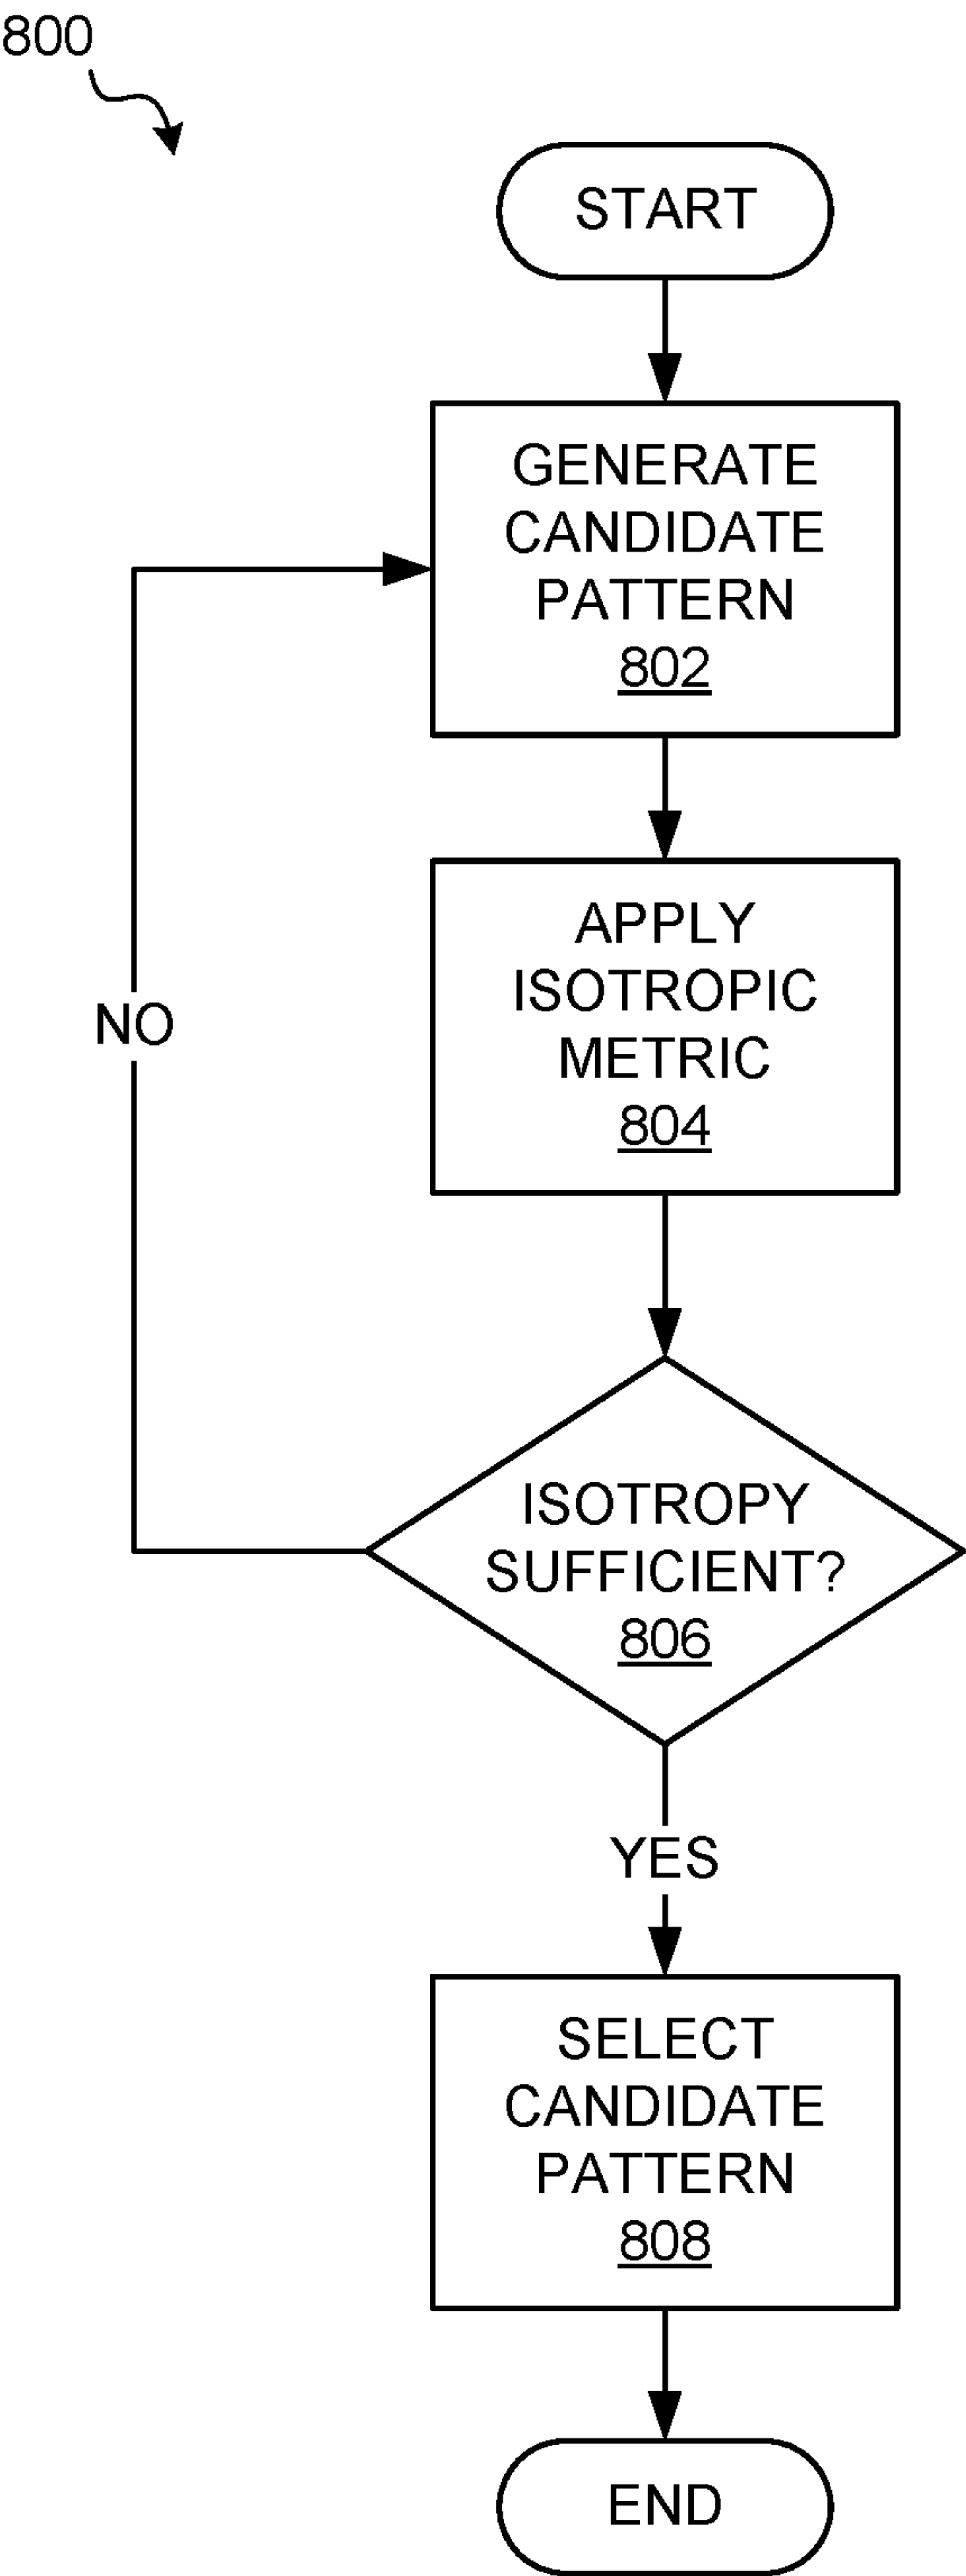 800
START
GENERATE
CANDIDATE
PATTERN
802
APPLY
ISOTROPIC
METRIC
804
NO
ISOTROPY
SUFFICIENT?
806
YES
SELECT
CANDIDATE
PATTERN
808
END